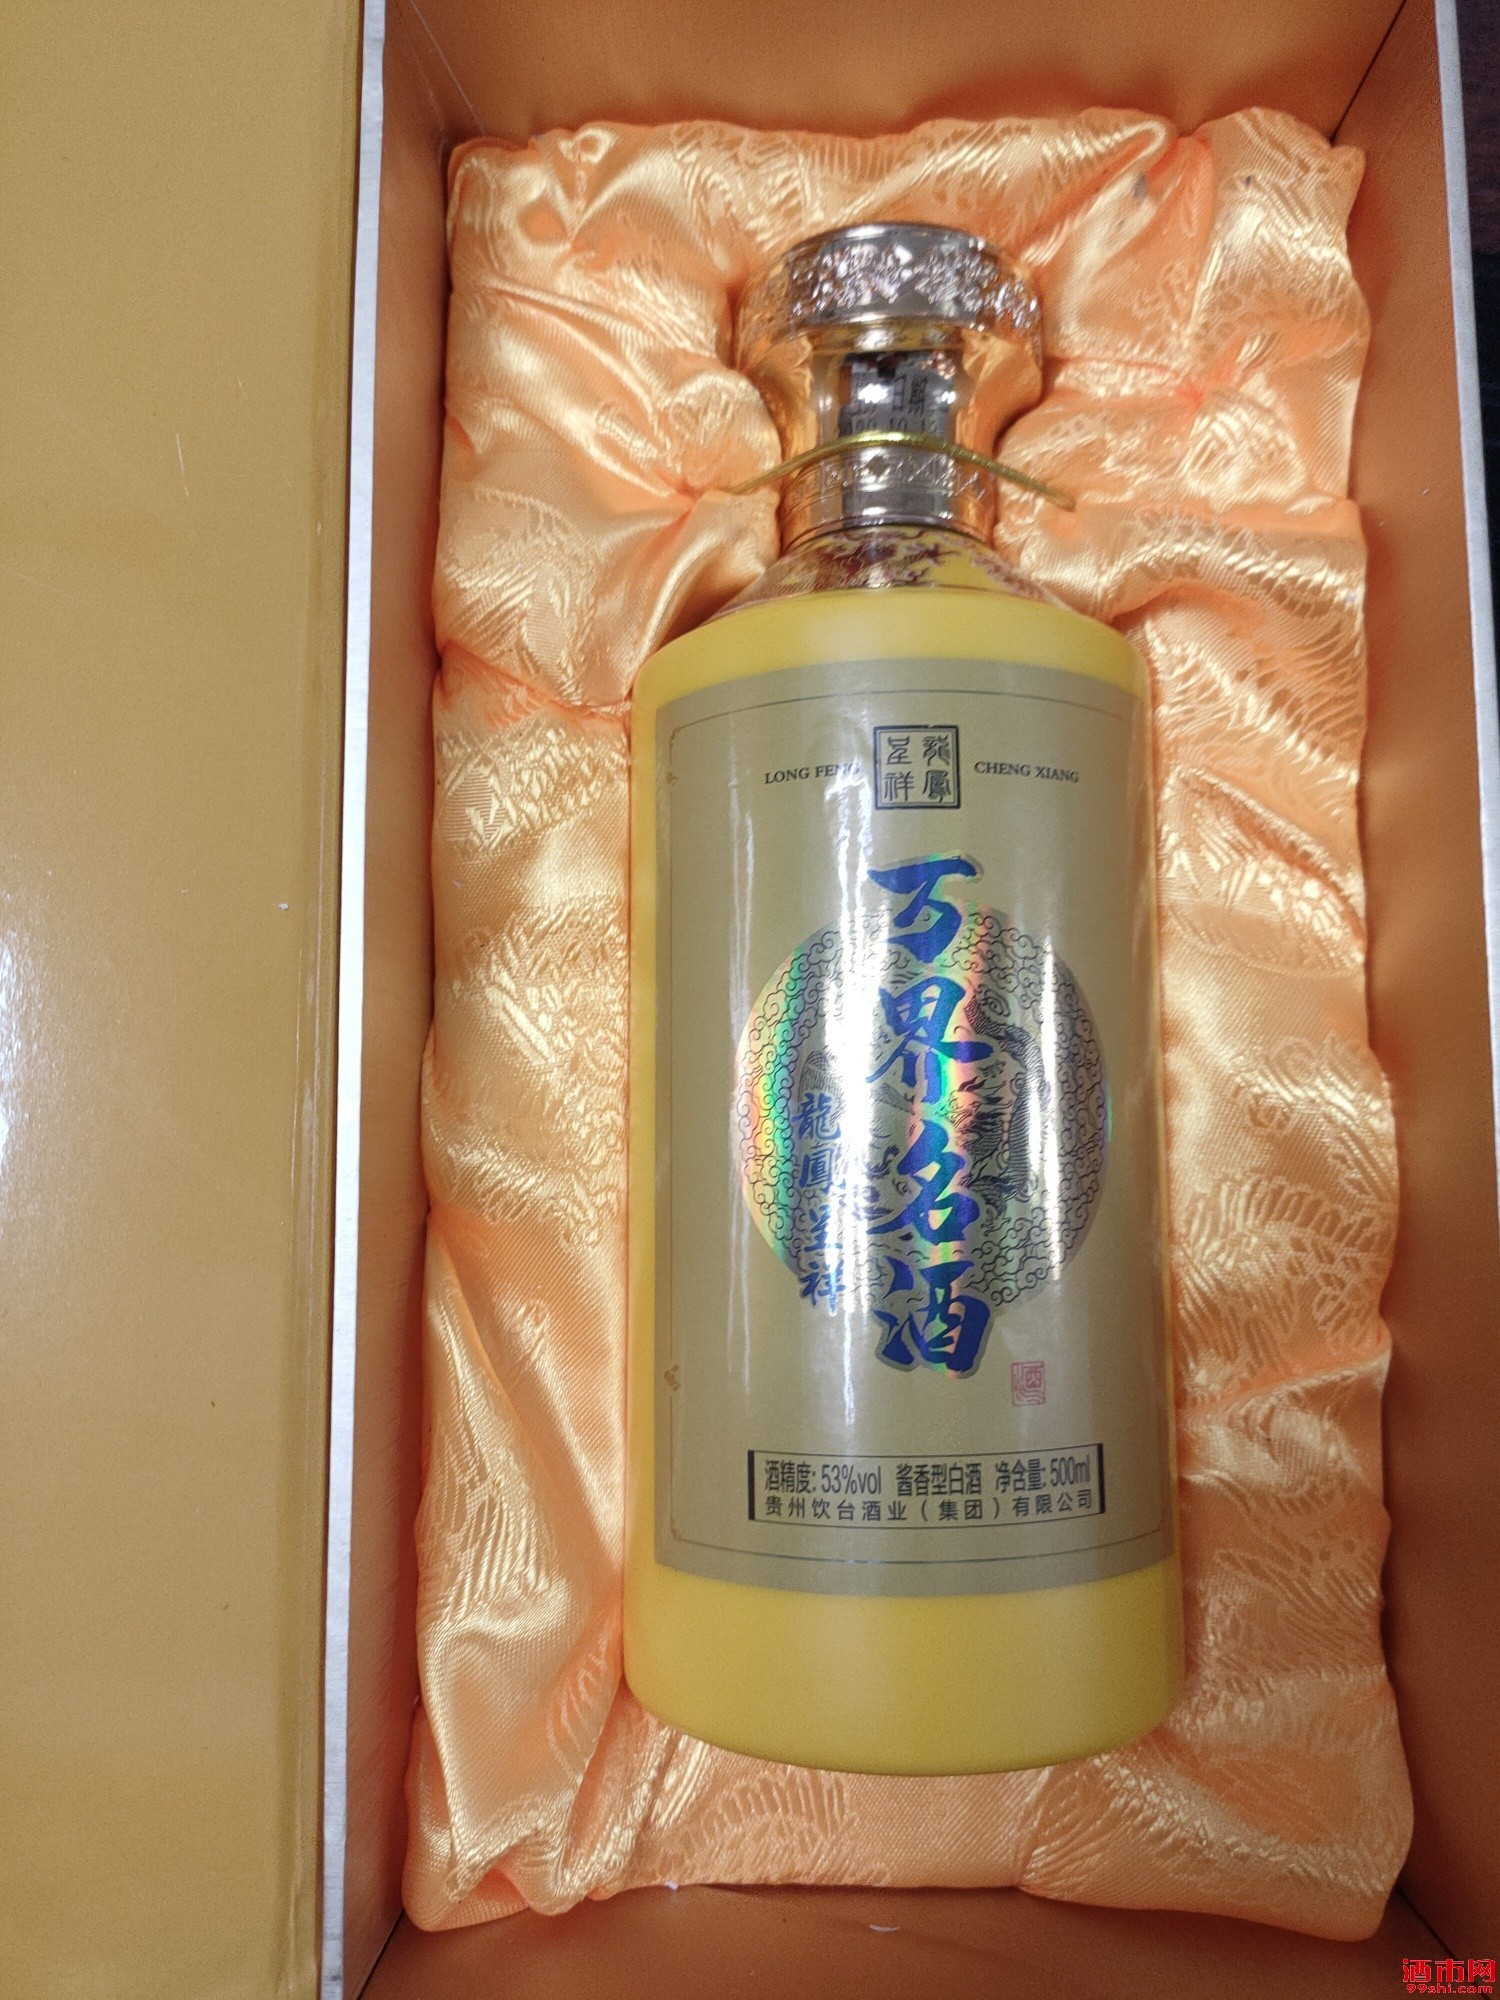 LONG FENG
龍鳳呈祥
CHENG XIANG
万界名酒
龍鳳呈祥
酒
酒精度:53%vol 酱香型白酒 净含量:500ml
贵州饮台酒业(集团)有限公司
酒市网
99shi.com